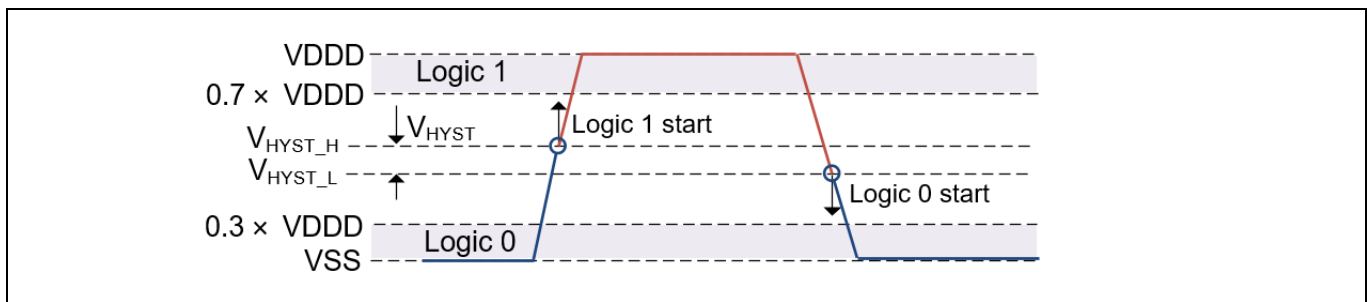 VDDD
Logic 1
0.7 × VDDD
VHYST
Logic 1 start
VHYST_H
VHYST_L
Logic 0 start
0.3 × VDDD
Logic 0
VSS